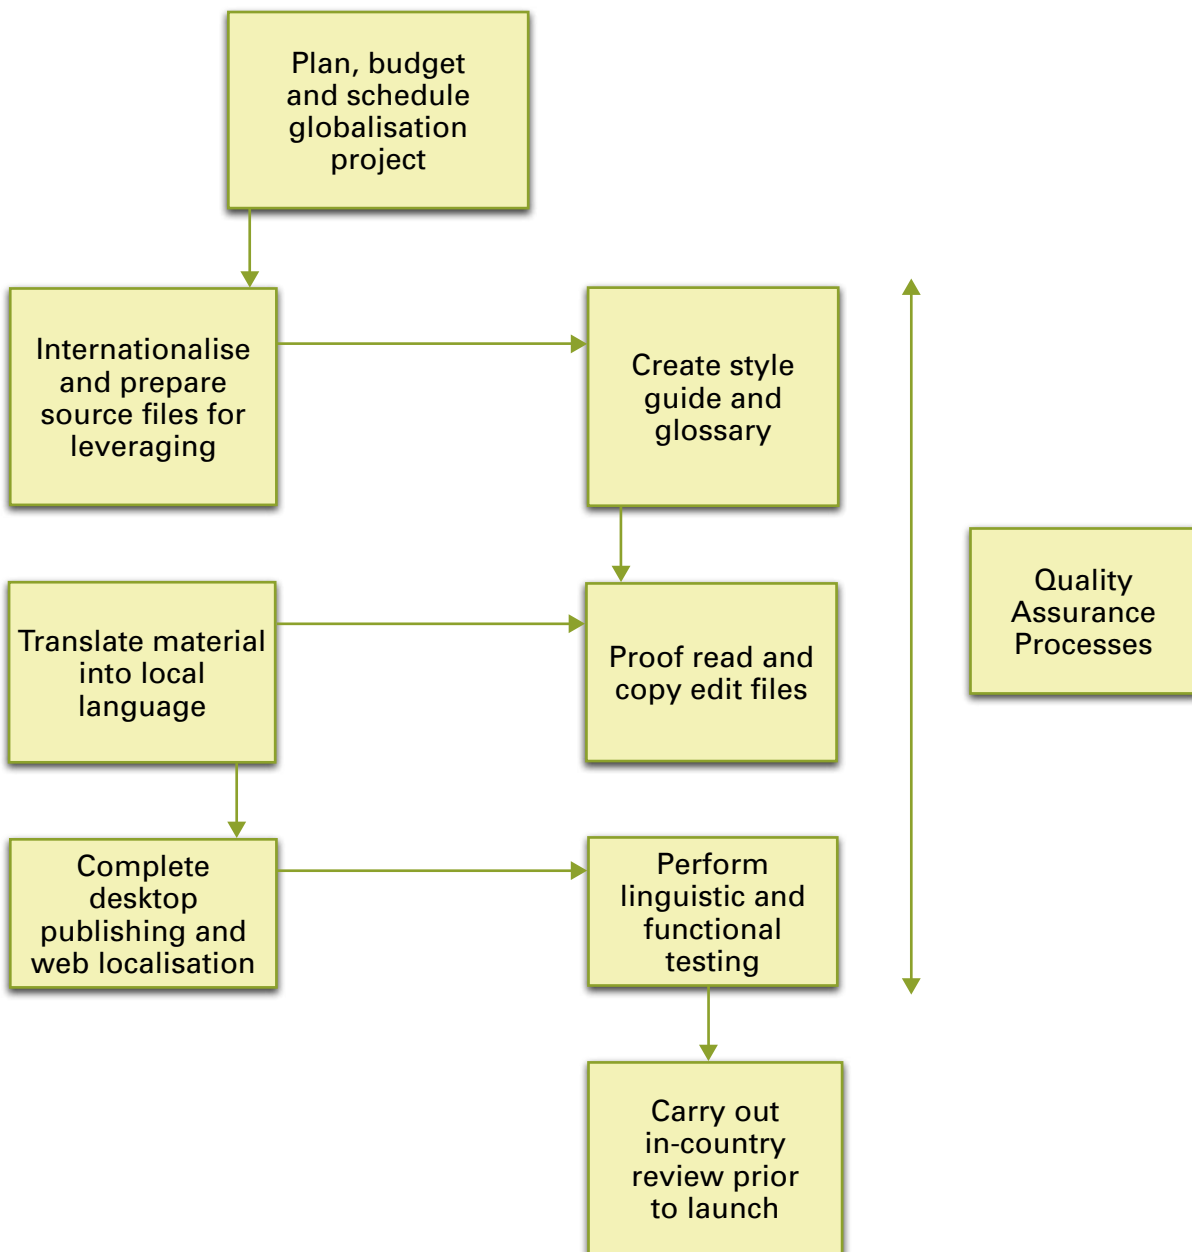 Plan, budget
and schedule
globalisation
project
Internationalise
and prepare
source files for
leveraging
Create style
guide and
glossary
Translate material
into local
language
Proof read and
copy edit files
Quality
Assurance
Processes
Complete
desktop
publishing and
web localisation
Perform
linguistic and
functional
testing
Carry out
in-country
review prior
to launch